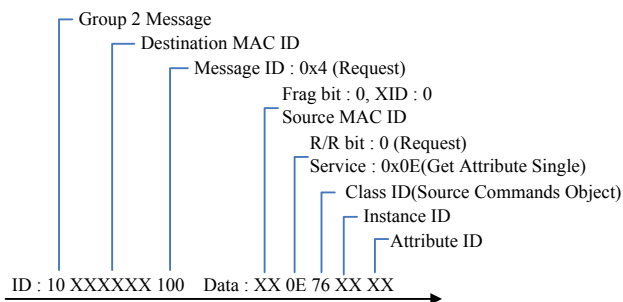 Group 2 Message
Destination MAC ID
Message ID : 0x4 (Request)
Frag bit : 0, XID : 0
Source MAC ID
R/R bit : 0 (Request)
Service : 0x0E(Get Attribute Single)
Class ID(Source Commands Object)
Instance ID
Attribute ID
ID : 10 XXXXXX 100 Data : XX 0E 76 XX XX